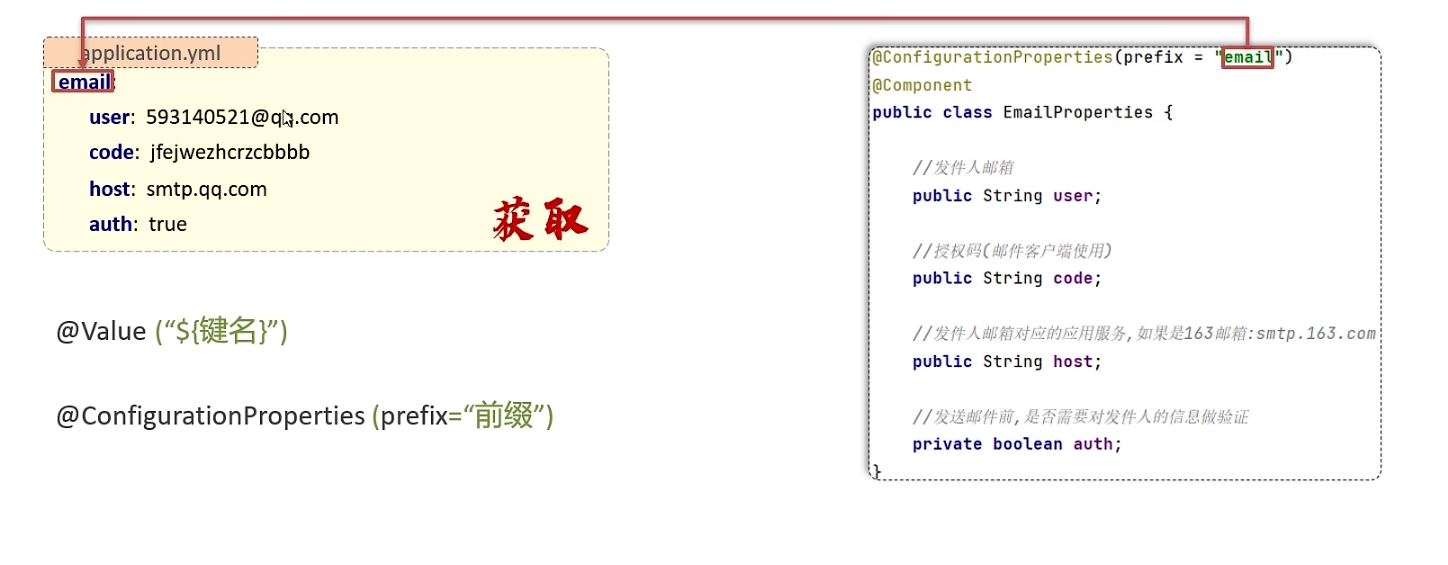 application.yml
email:
user: 593140521@qq.com
code: jfejwezhcrzcbbbb
host: smtp.qq.com
auth: true
获取
@Value (“${键名}”)
@ConfigurationProperties (prefix=“前缀”)
@ConfigurationProperties(prefix = "email")
@Component
public class EmailProperties {
//发件人邮箱
public String user;
//授权码(邮件客户端使用)
public String code;
//发件人邮箱对应的应用服务,如果是163邮箱:smtp.163.com
public String host;
//发送邮件前,是否需要对发件人的信息做验证
private boolean auth;
}